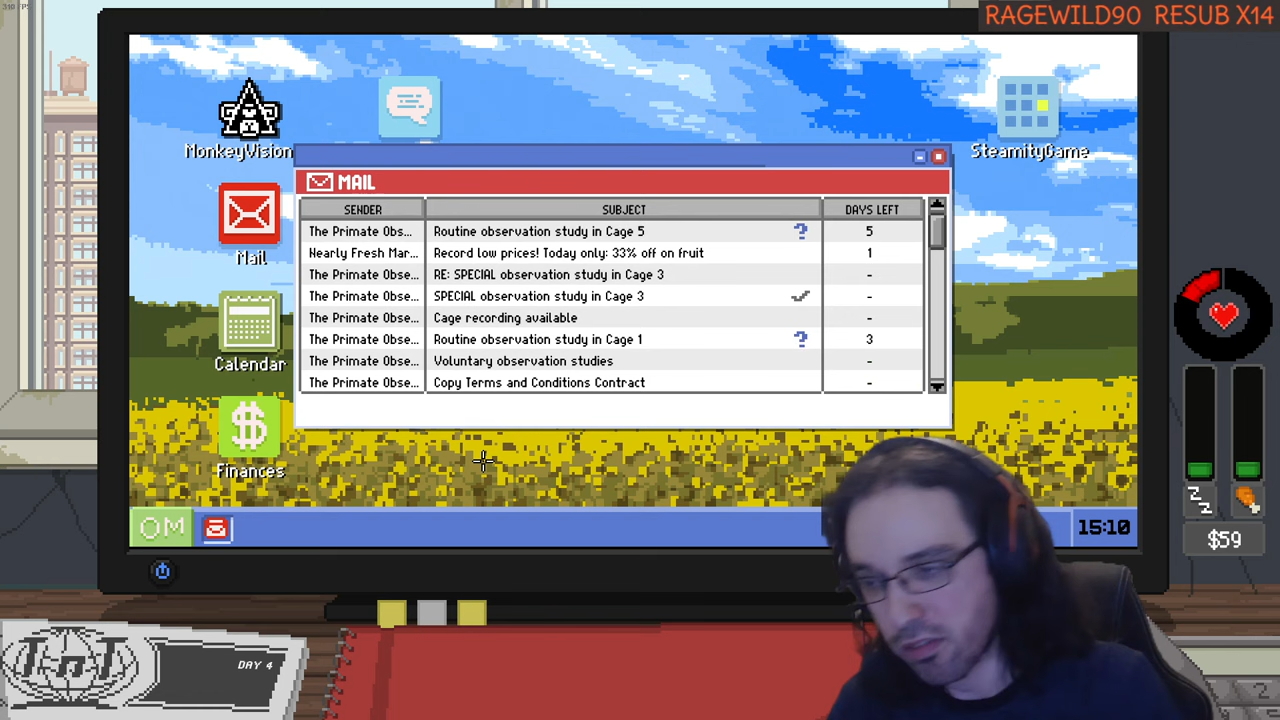 310 FPS
RAGEWILD90 RESUB X14
MonkeyVision
SteamityGame
MAIL
SENDER SUBJECT DAYS LEFT
The Primate Obs... Routine observation study in Cage 5 ? 5
Nearly Fresh Mar... Record low prices! Today only: 33% off on fruit 1
The Primate Obse... RE: SPECIAL observation study in Cage 3 -
The Primate Obse... SPECIAL observation study in Cage 3 -
The Primate Obse... Cage recording available -
The Primate Obse... Routine observation study in Cage 1 ? 3
The Primate Obse... Voluntary observation studies -
The Primate Obse... Copy Terms and Conditions Contract -
Mail
Calendar
$
Finances
OM
15:10
ZZZ
$59
TnT
DAY 4